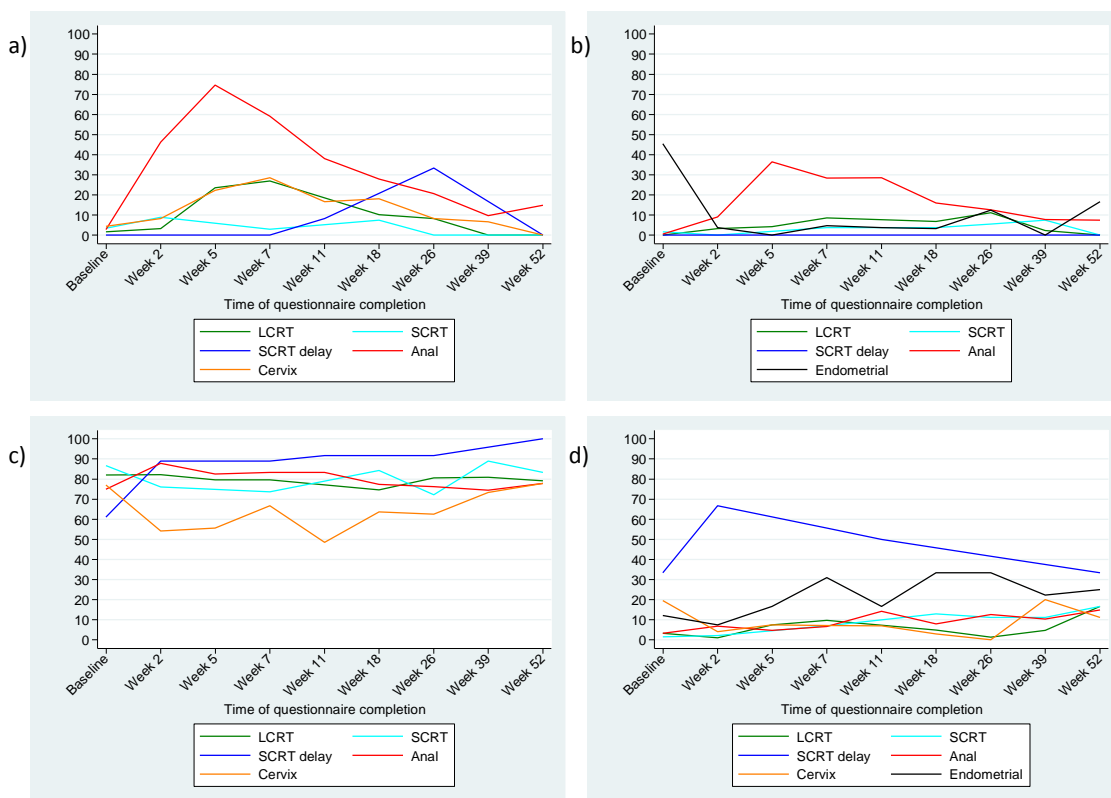 a)
100
90
80
70
60
50
40
30
20
10
0
Baseline
Week 2
Week 5
Week 7
Week 11
Week 18
Week 26
Week 39
Week 52
Time of questionnaire completion
LCRT SCRT
SCRT delay Anal
Cervix
b)
100
90
80
70
60
50
40
30
20
10
0
Baseline
Week 2
Week 5
Week 7
Week 11
Week 18
Week 26
Week 39
Week 52
Time of questionnaire completion
LCRT SCRT
SCRT delay Anal
Endometrial
c)
100
90
80
70
60
50
40
30
20
10
0
Baseline
Week 2
Week 5
Week 7
Week 11
Week 18
Week 26
Week 39
Week 52
Time of questionnaire completion
LCRT SCRT
SCRT delay Anal
Cervix
d)
100
90
80
70
60
50
40
30
20
10
0
Baseline
Week 2
Week 5
Week 7
Week 11
Week 18
Week 26
Week 39
Week 52
Time of questionnaire completion
LCRT SCRT
SCRT delay Anal
Cervix Endometrial